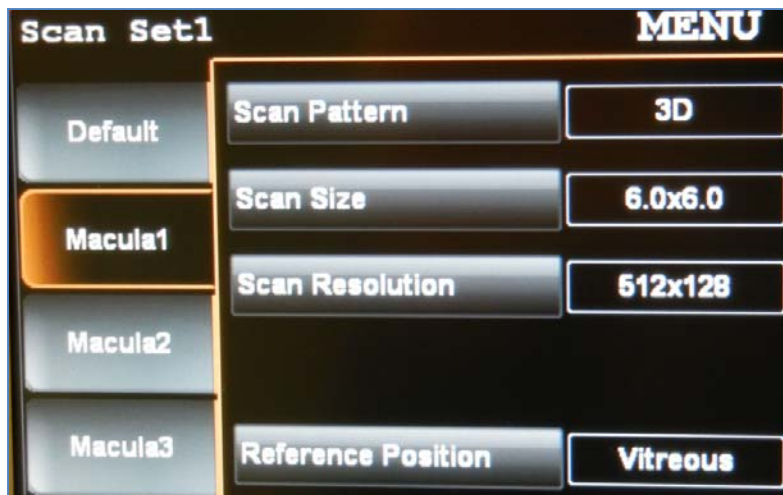 Scan Set1 MENU
Default
Scan Pattern 3D
Macula1
Scan Size 6.0x6.0
Scan Resolution 512x128
Macula2
Macula3
Reference Position Vitreous